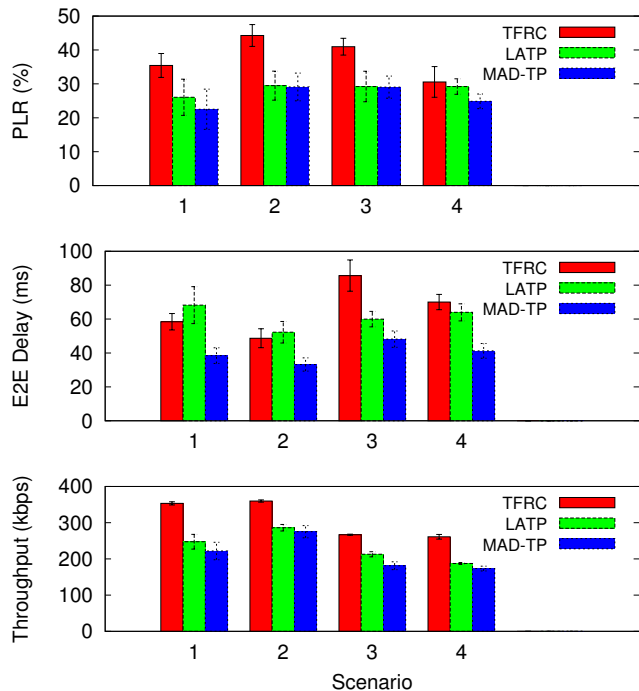 50
40
30
20
10
0
PLR (%)
TFRC
LATP
MAD-TP
1 2 3 4
100
80
60
40
20
0
E2E Delay (ms)
TFRC
LATP
MAD-TP
1 2 3 4
400
300
200
100
0
Throughput (kbps)
TFRC
LATP
MAD-TP
1 2 3 4
Scenario